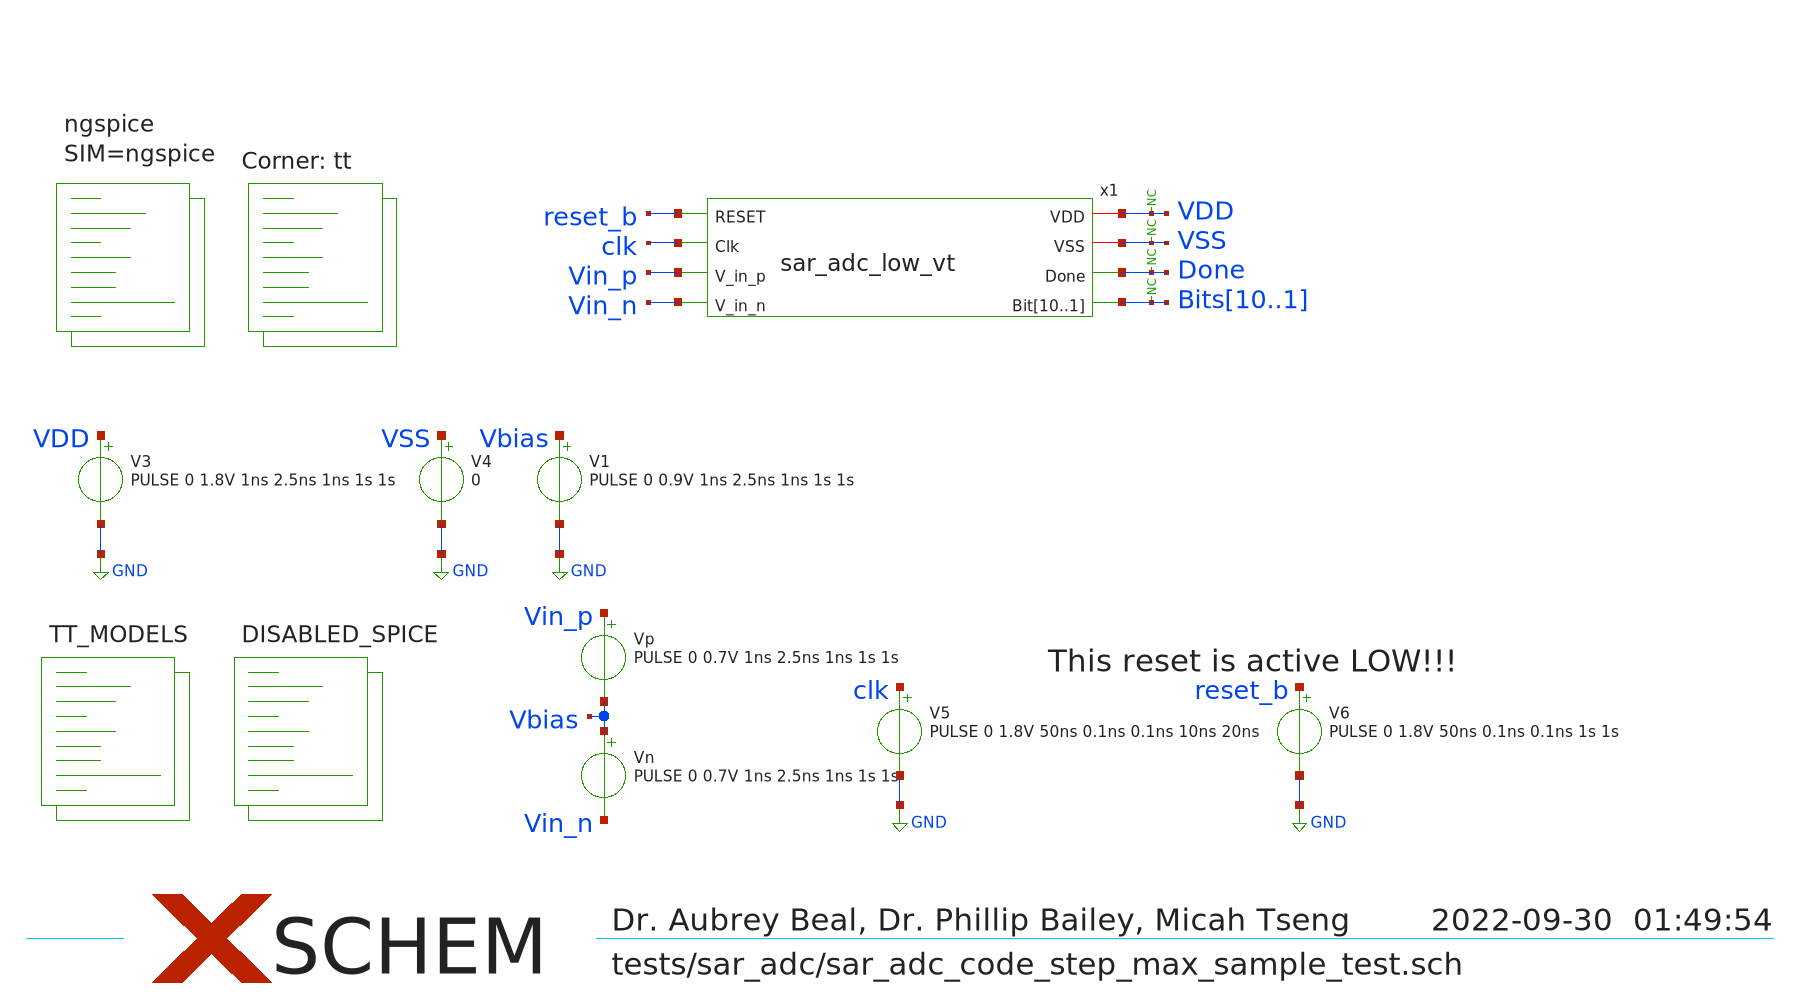 ngspice
SIM=ngspice
Corner: tt
x1
reset_b
RESET
VDD
NC
VDD
clk
Clk
VSS
NC
VSS
sar_adc_low_vt
Vin_p
V_in_p
Done
NC
Done
Vin_n
V_in_n
Bit[10..1]
NC
Bits[10..1]
VDD
+
V3
PULSE 0 1.8V 1ns 2.5ns 1ns 1s 1s
GND
VSS
+
V4
0
GND
Vbias
+
V1
PULSE 0 0.9V 1ns 2.5ns 1ns 1s 1s
GND
TT_MODELS
DISABLED_SPICE
Vin_p
+
Vp
PULSE 0 0.7V 1ns 2.5ns 1ns 1s 1s
Vbias
+
Vn
PULSE 0 0.7V 1ns 2.5ns 1ns 1s 1s
Vin_n
clk
+
V5
PULSE 0 1.8V 50ns 0.1ns 0.1ns 10ns 20ns
GND
This reset is active LOW!!!
reset_b
+
V6
PULSE 0 1.8V 50ns 0.1ns 0.1ns 1s 1s
GND
XSCHEM
Dr. Aubrey Beal, Dr. Phillip Bailey, Micah Tseng
2022-09-30 01:49:54
tests/sar_adc/sar_adc_code_step_max_sample_test.sch